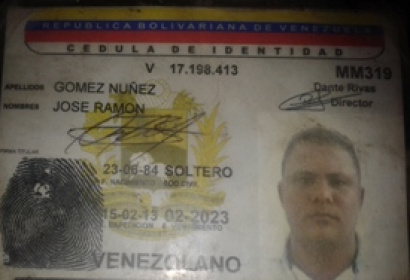 REPUBLICA BOLIVARIANA DE VENEZUELA
CEDULA DE IDENTIDAD
V 17.198.413
MM319
APELLIDOS GOMEZ NUÑEZ
Dante Rivas
Director
NOMBRES JOSE RAMON
23-06-84 SOLTERO
F. NACIMIENTO EDO CIVIL
15-02-13 02-2023
EXPEDICION VENCIMIENTO
VENEZOLANO